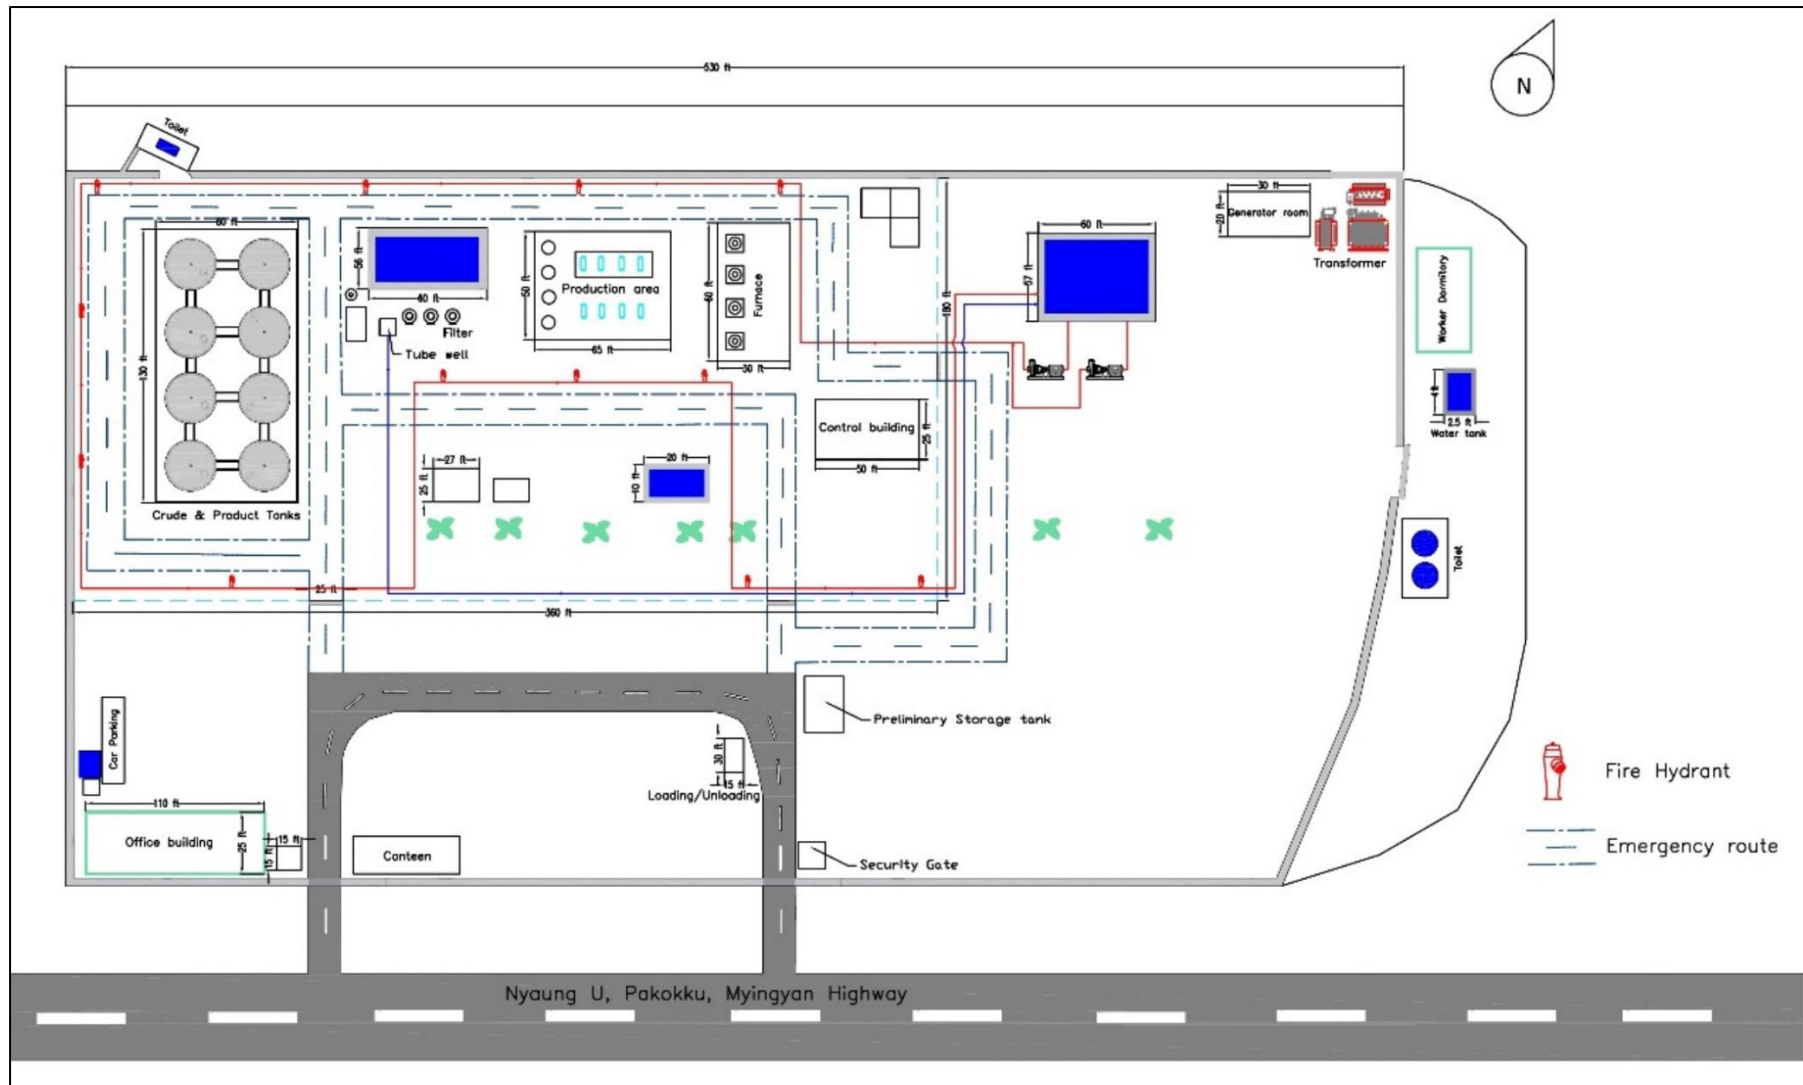 530 ft
N
Toilet
60 ft
130 ft
Crude & Product Tanks
56 ft
60 ft
Filter
Tube well
50 ft
Production area
65 ft
60 ft
Furnace
30 ft
180 ft
57 ft
60 ft
30 ft
20 ft
Generator room
Transformer
Worker Dormitory
4 ft
2.5 ft
Water tank
Control building
25 ft
50 ft
27 ft
25 ft
20 ft
10 ft
Toilet
25 ft
360 ft
Car Parking
Preliminary Storage tank
30 ft
15 ft
Loading/Unloading
110 ft
Office building
25 ft
15 ft
15 ft
Canteen
Security Gate
Fire Hydrant
Emergency route
Nyaung U, Pakokku, Myingyan Highway